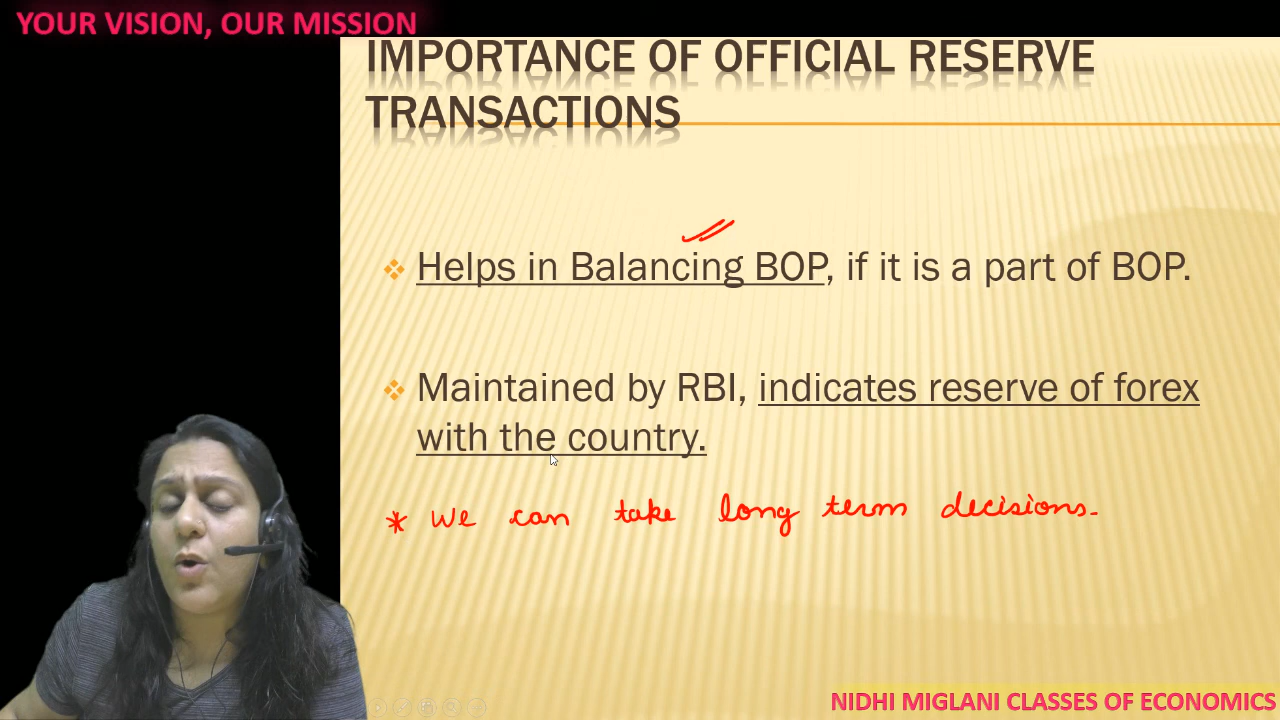 YOUR VISION, OUR MISSION
IMPORTANCE OF OFFICIAL RESERVE
TRANSACTIONS
Helps in Balancing BOP, if it is a part of BOP.
Maintained by RBI, indicates reserve of forex
with the country.
* We can take long term decisions.
NIDHI MIGLANI CLASSES OF ECONOMICS